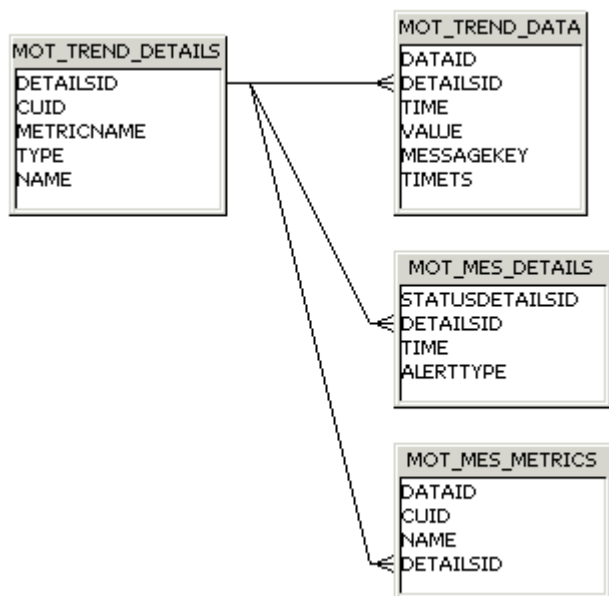 MOT_TREND_DETAILS
DETAILSID
CUID
METRICNAME
TYPE
NAME
MOT_TREND_DATA
DATAID
DETAILSID
TIME
VALUE
MESSAGEKEY
TIMETS
MOT_MES_DETAILS
STATUSDETAILSID
DETAILSID
TIME
ALERTTYPE
MOT_MES_METRICS
DATAID
CUID
NAME
DETAILSID